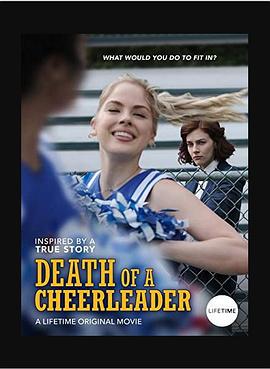 WHAT WOULD YOU DO TO FIT IN?
INSPIRED BY A
TRUE STORY
DEATH OF A
CHEERLEADER
A LIFETIME ORIGINAL MOVIE
LIFETIME